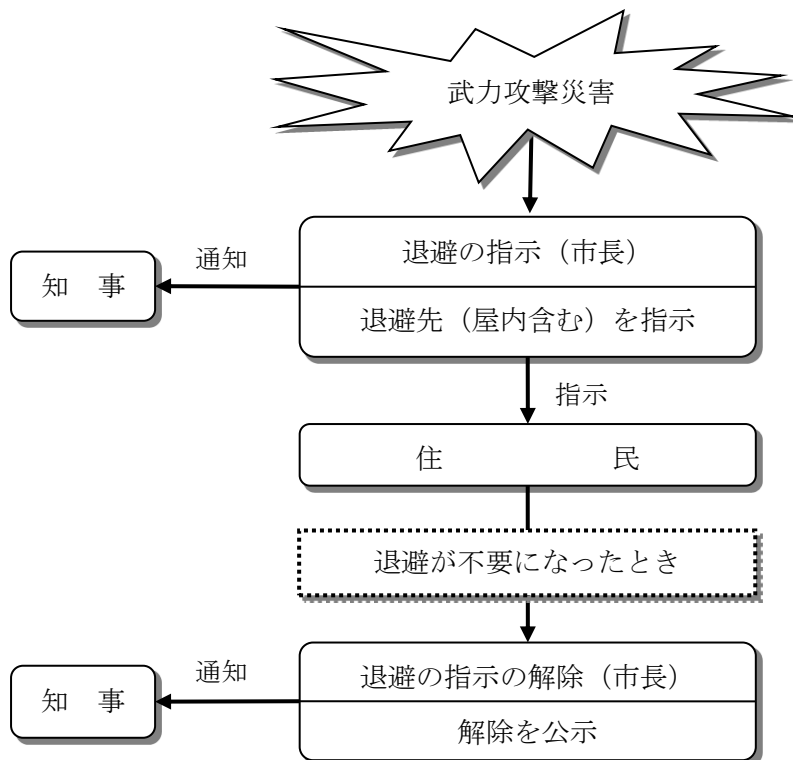 武力攻撃災害
退避の指示（市長）
通知
知　事
退避先（屋内含む）を指示
指示
住　　　　民
退避が不要になったとき
通知
退避の指示の解除（市長）
知　事
解除を公示